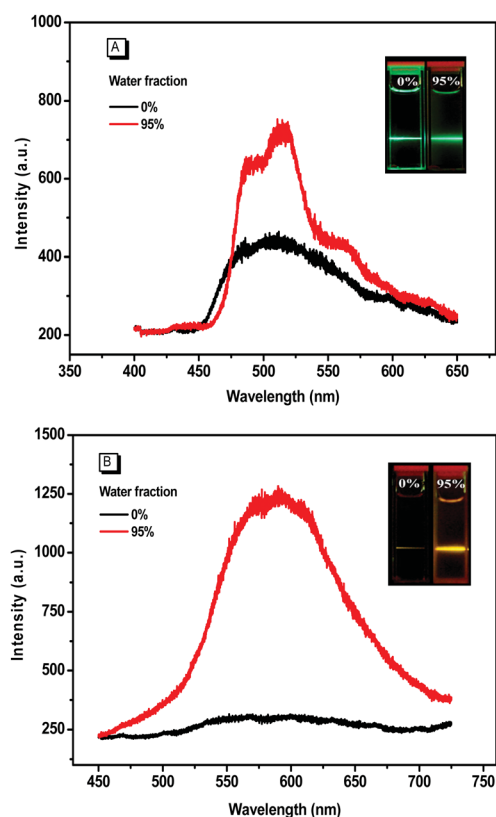 A
Water fraction
0%
95%
0% 95%
1000
800
600
400
200
350 400 450 500 550 600 650
Intensity (a.u.)
Wavelength (nm)
B
Water fraction
0%
95%
0% 95%
1500
1250
1000
750
500
250
450 500 550 600 650 700 750
Intensity (a.u.)
Wavelength (nm)